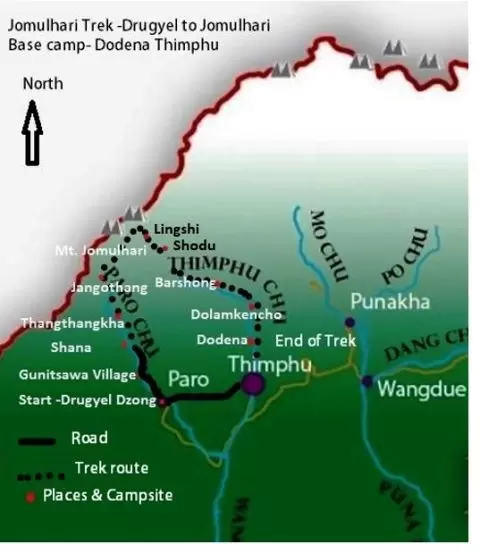 Jomulhari Trek -Drugyel to Jomulhari
Base camp- Dodena Thimphu
North
Lingshi
Shodu
Mt. Jomulhari
THIMPHU CHU
PARO CHU
Jangothang
Barshong
MO CHU
PO CHU
Punakha
Thangthangkha
Dolamkencho
Shana
Dodena
End of Trek
DANG CH
Gunitsawa Village
Paro
Thimphu
Wangdue
Start -Drugyel Dzong
Road
Trek route
Places & Campsite